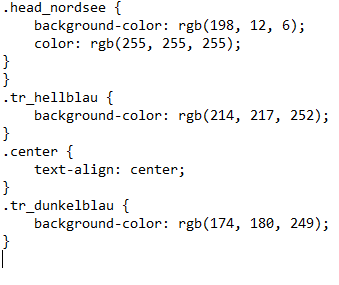 .head_nordsee {
    background-color: rgb(198, 12, 6);
    color: rgb(255, 255, 255);
}
}
.tr_hellblau {
    background-color: rgb(214, 217, 252);
}
.center {
    text-align: center;
}
.tr_dunkelblau {
    background-color: rgb(174, 180, 249);
}